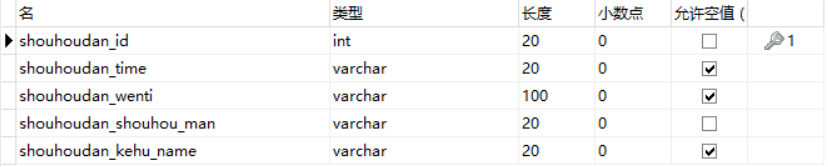 名 类型 长度 小数点 允许空值 (
shouhoudan_id int 20 0 1
shouhoudan_time varchar 20 0
shouhoudan_wenti varchar 100 0
shouhoudan_shouhou_man varchar 20 0
shouhoudan_kehu_name varchar 20 0